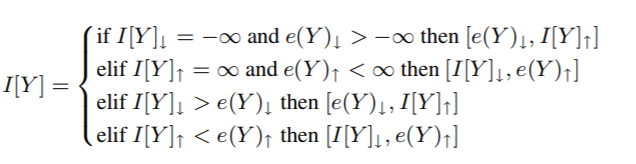 if I[Y]↓ = −∞ and e(Y)↓ > −∞ then [e(Y)↓, I[Y]↑]
elif I[Y]↑ = ∞ and e(Y)↑ < ∞ then [I[Y]↓, e(Y)↑]
I[Y] =
elif I[Y]↓ > e(Y)↓ then [e(Y)↓, I[Y]↑]
elif I[Y]↑ < e(Y)↑ then [I[Y]↓, e(Y)↑]